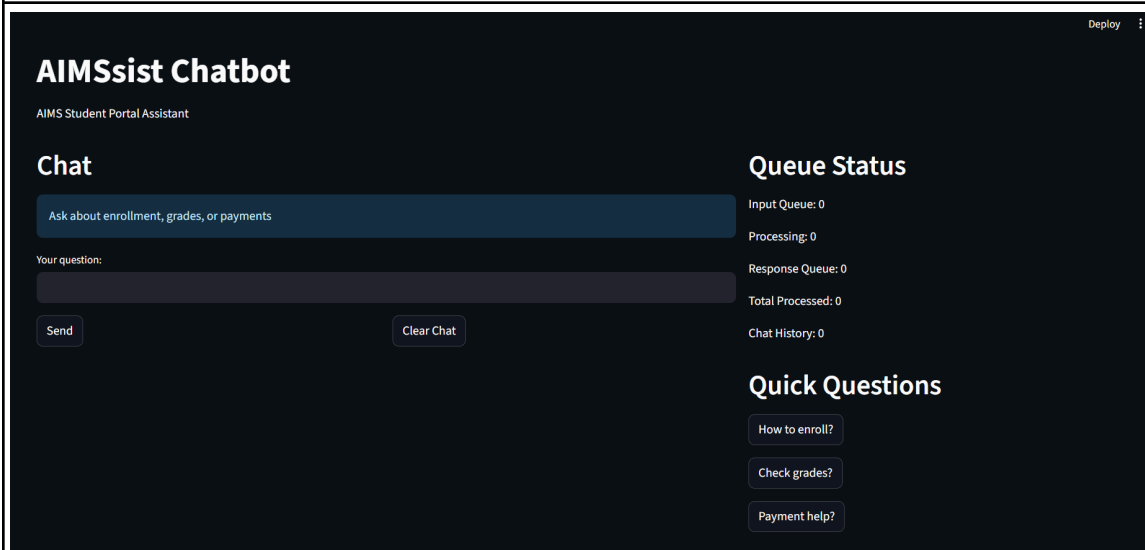 Deploy
AIMSsist Chatbot
AIMS Student Portal Assistant
Chat
Ask about enrollment, grades, or payments
Your question:
Send
Clear Chat
Queue Status
Input Queue: 0
Processing: 0
Response Queue: 0
Total Processed: 0
Chat History: 0
Quick Questions
How to enroll?
Check grades?
Payment help?